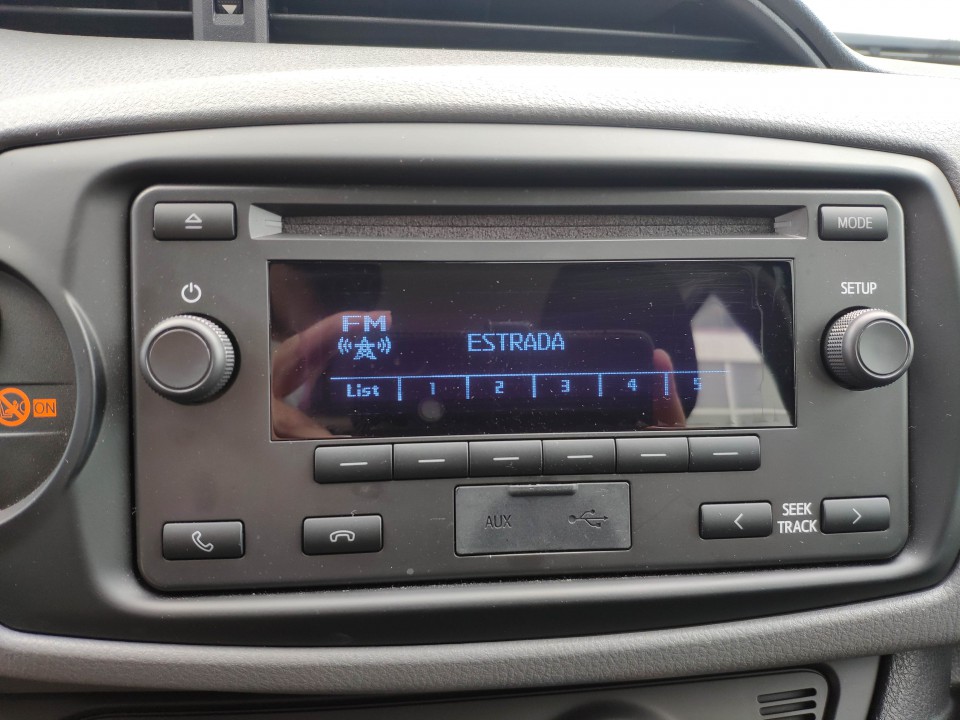 MODE
SETUP
FM
ESTRADA
List 1 2 3 4 5
ON
AUX
SEEK
TRACK